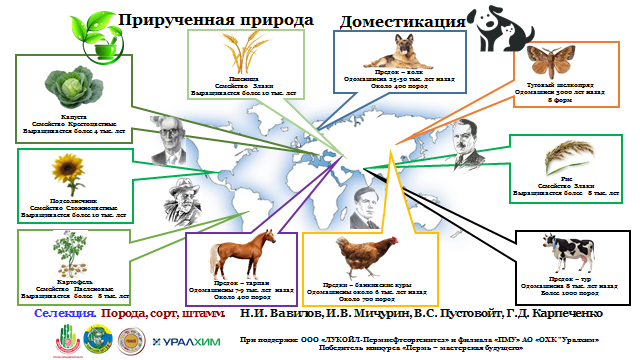 Прирученная природа
Доместикация
Пшеница
Семейство Злаки
Выращивается более 10 тыс. лет
Предок – волк
Одомашнена 25-30 тыс. лет назад
Около 400 пород
Тутовый шелкопряд
Одомашнен 3000 лет назад
8 форм
Капуста
Семейство Крестоцветные
Выращивается более 4 тыс. лет
Подсолнечник
Семейство Сложноцветные
Выращивается более 10 тыс. лет
Рис
Семейство Злаки
Выращивается более 8 тыс. лет
Картофель
Семейство Пасленовые
Выращивается более 8 тыс. лет
Предок – тарпан
Одомашнены 7-9 тыс. лет назад
Около 400 пород
Предки – банкивские куры
Одомашнены около 6 тыс. лет назад
Около 700 пород
Предок – тур
Одомашнена 8 тыс. лет назад
Более 1000 пород
Селекция. Порода, сорт, штамм.
Н.И. Вавилов, И.В. Мичурин, В.С. Пустовойт, Г.Д. Карпеченко
УРАЛХИМ
При поддержке ООО «ЛУКОЙЛ-Пермнефтеоргсинтез» и филиала «ПМУ» АО «ОХК "Уралхим»
Победитель конкурса «Пермь – мастерская будущего»